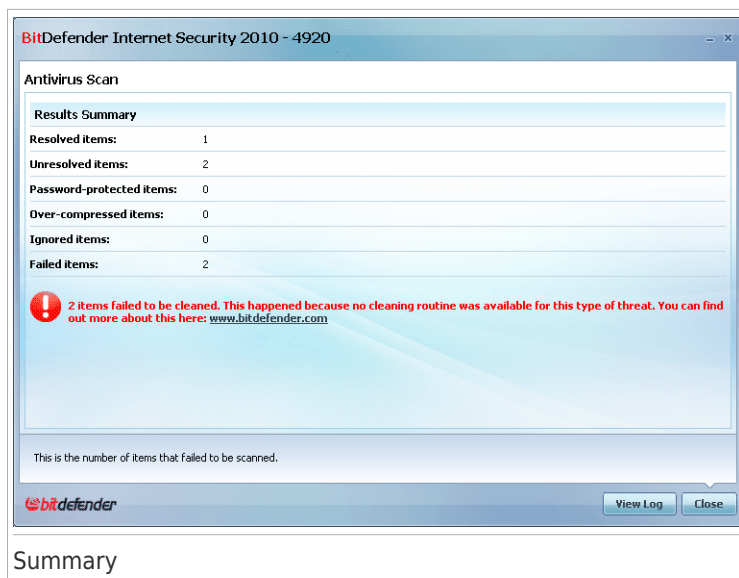 BitDefender Internet Security 2010 - 4920
Antivirus Scan
Results Summary
Resolved items: 1
Unresolved items: 2
Password-protected items: 0
Over-compressed items: 0
Ignored items: 0
Failed items: 2
2 items failed to be cleaned. This happened because no cleaning routine was available for this type of threat. You can find
out more about this here: www.bitdefender.com
This is the number of items that failed to be scanned.
bitdefender
View Log Close
Summary